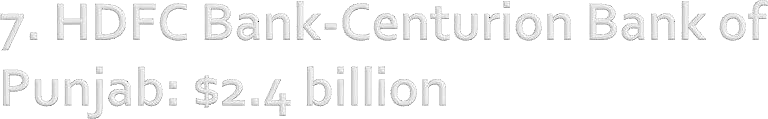 7. HDFC Bank-Centurion Bank of
Punjab: $2.4 billion